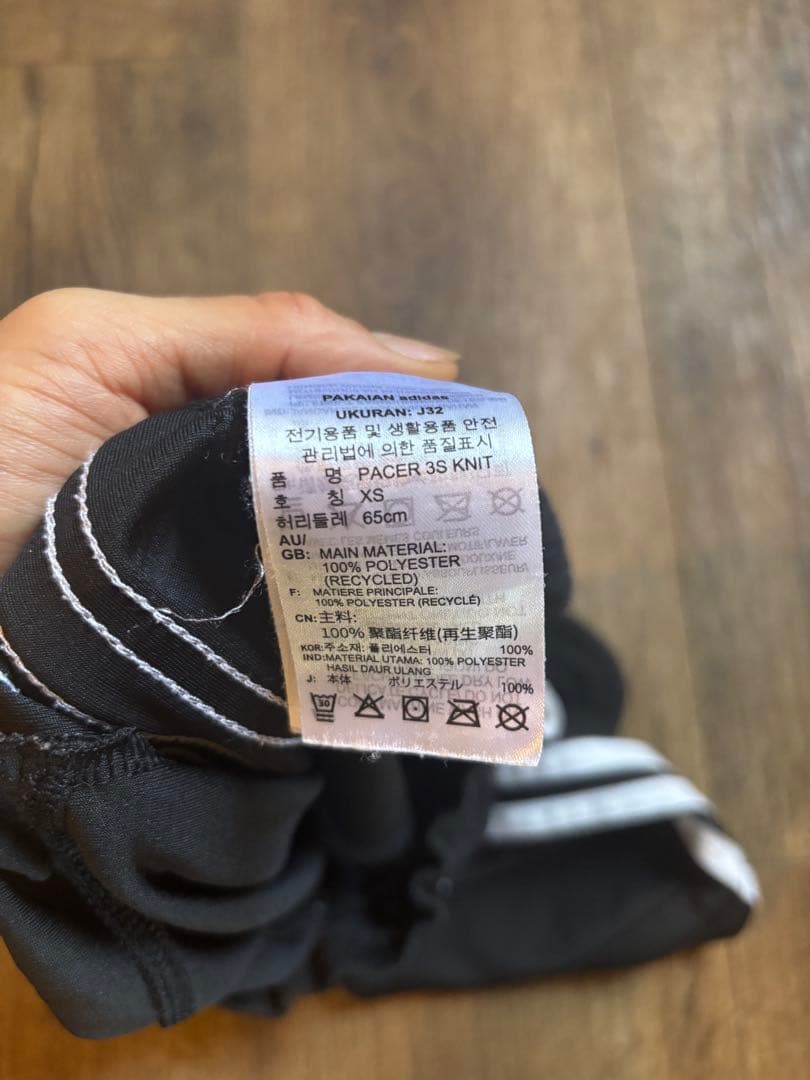 PAKAIAN adidas
UKURAN: J32
전기용품 및 생활용품 안전
관리법에 의한 품질표시
품 명 PACER 3S KNIT
호 칭 XS
허리둘레 65cm
AU/
GB: MAIN MATERIAL:
100% POLYESTER
(RECYCLED)
F: MATIERE PRINCIPALE:
100% POLYESTER (RECYCLÉ)
CN: 主料:
100% 聚酯纤维(再生聚酯)
KOR: 주소재: 폴리에스터 100%
IND: MATERIAL UTAMA: 100% POLYESTER
HASIL DAUR ULANG
J: 本体 ポリエステル 100%
30